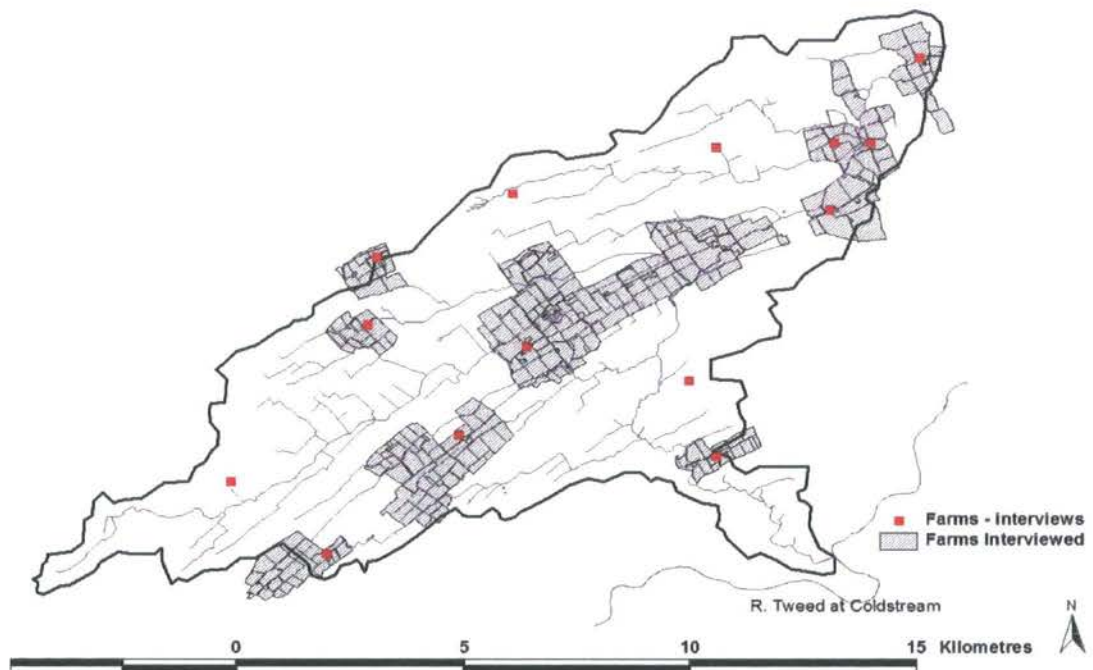 Farms - interviews
Farms Interviewed
R. Tweed at Coldstream
N
0 5 10 15 Kilometres